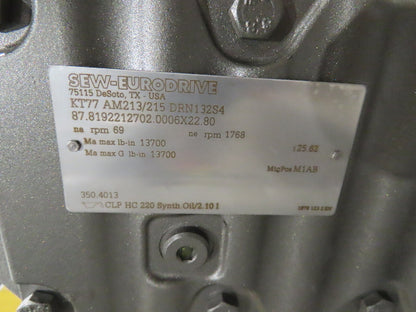 SEW-EURODRIVE
75115 DeSoto, TX - USA
KT77 AM213/215 DRN132S4
87.8192212702.0006X22.80
na rpm 69 ne rpm 1768
Ma max lb-in 13700 i 25.62
Ma max G lb-in 13700
MtgPos M1AB
350.4013
CLP HC 220 Synth. Oil/2.10 l